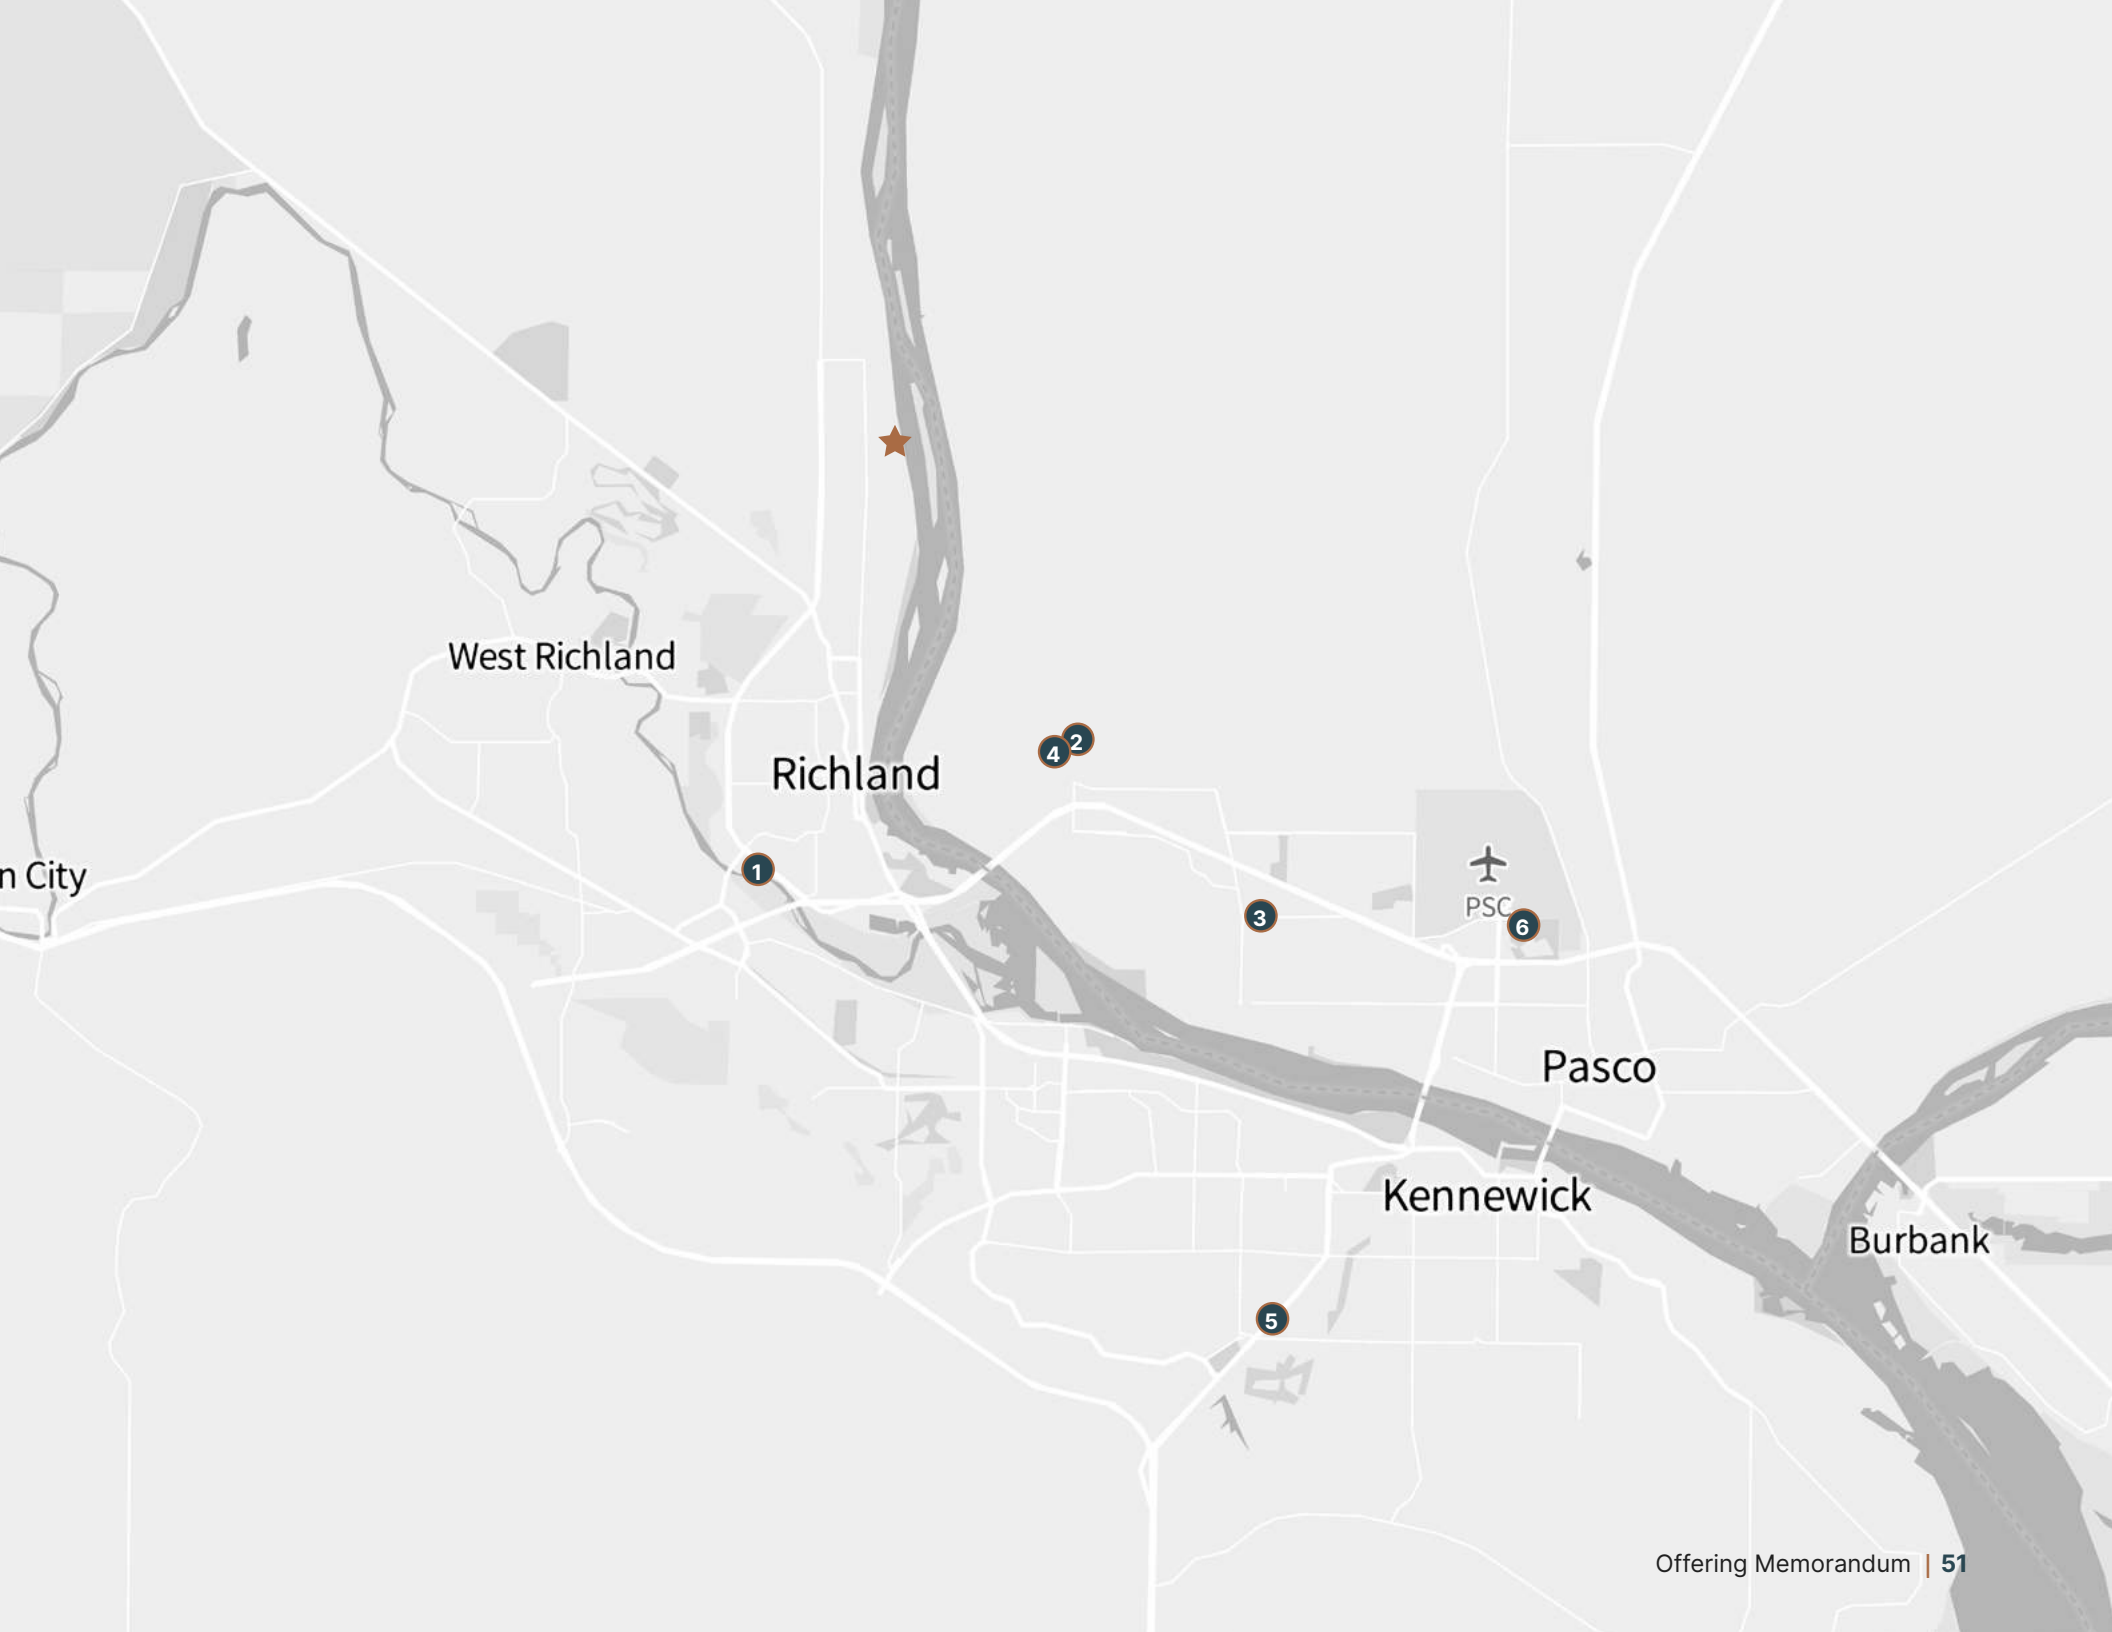 West Richland
2
4
Richland
1
n City
PSC
3
6
Pasco
Kennewick
Burbank
5
Offering Memorandum | 51